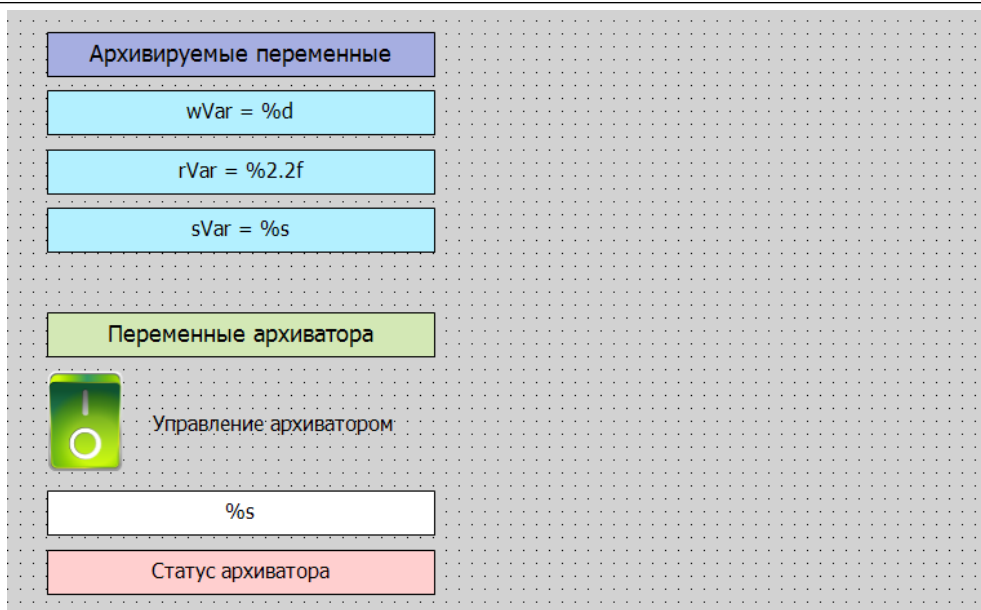 Архивируемые переменные
wVar = %d
rVar = %2.2f
sVar = %s
Переменные архиватора
Управление архиватором
%s
Статус архиватора